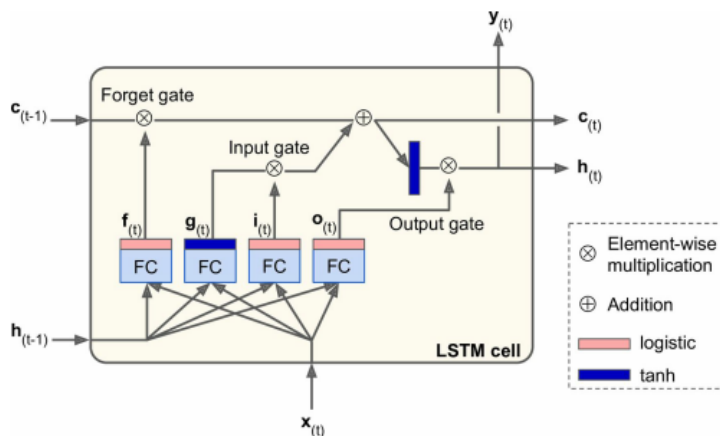 y(t)
Forget gate
c(t-1)
c(t)
Input gate
h(t)
f(t) g(t) i(t) o(t)
Output gate
FC FC FC FC
h(t-1)
LSTM cell
x(t)
Element-wise
multiplication
Addition
logistic
tanh